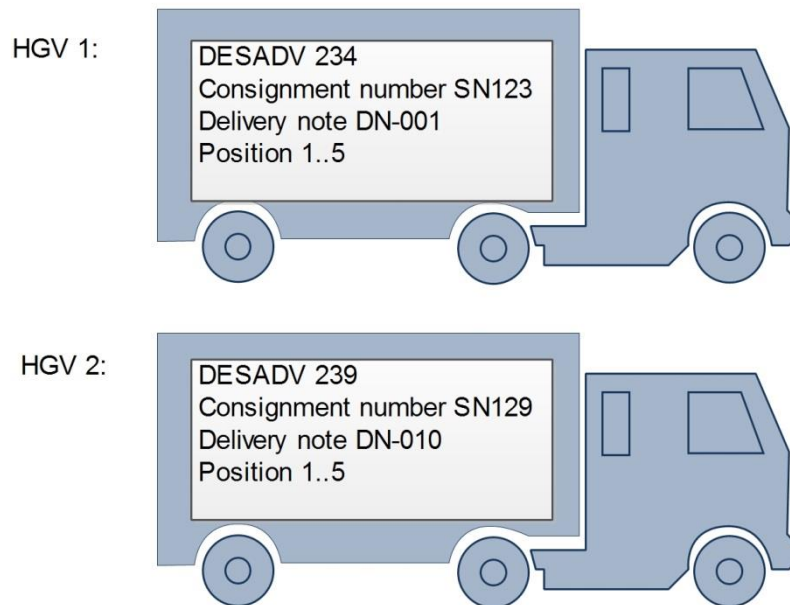 HGV 1:
DESADV 234
Consignment number SN123
Delivery note DN-001
Position 1..5
HGV 2:
DESADV 239
Consignment number SN129
Delivery note DN-010
Position 1..5